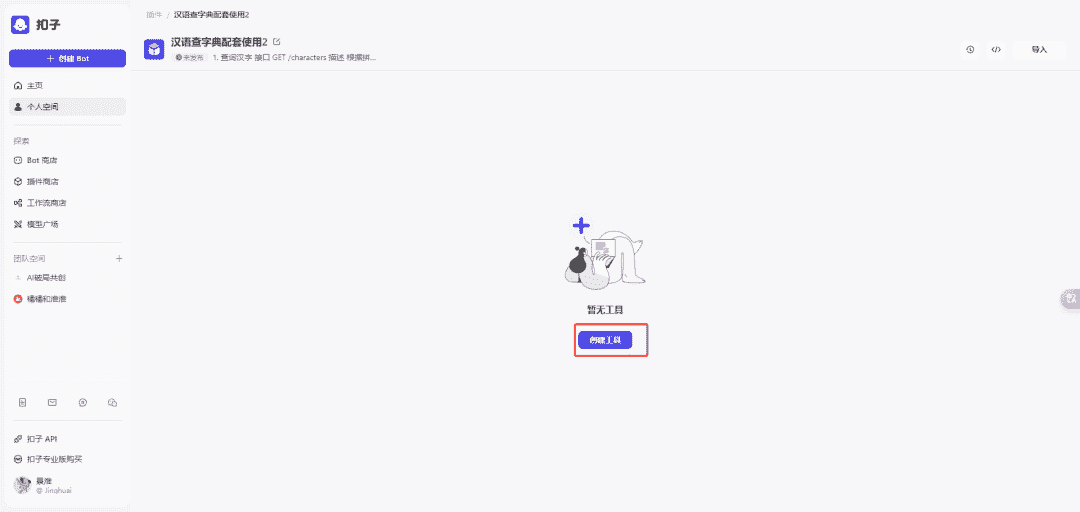 扣子
+ 创建 Bot
主页
个人空间
探索
Bot 商店
插件商店
工作流商店
模型广场
团队空间 +
AI破局共创
橘橘和淮淮
扣子 API
扣子专业版购买
景淮
@ Jinghuai
插件 / 汉语查字典配套使用2
汉语查字典配套使用2
未发布 1. 查询汉字 接口 GET /characters 描述 根据拼...
导入
暂无工具
创建工具